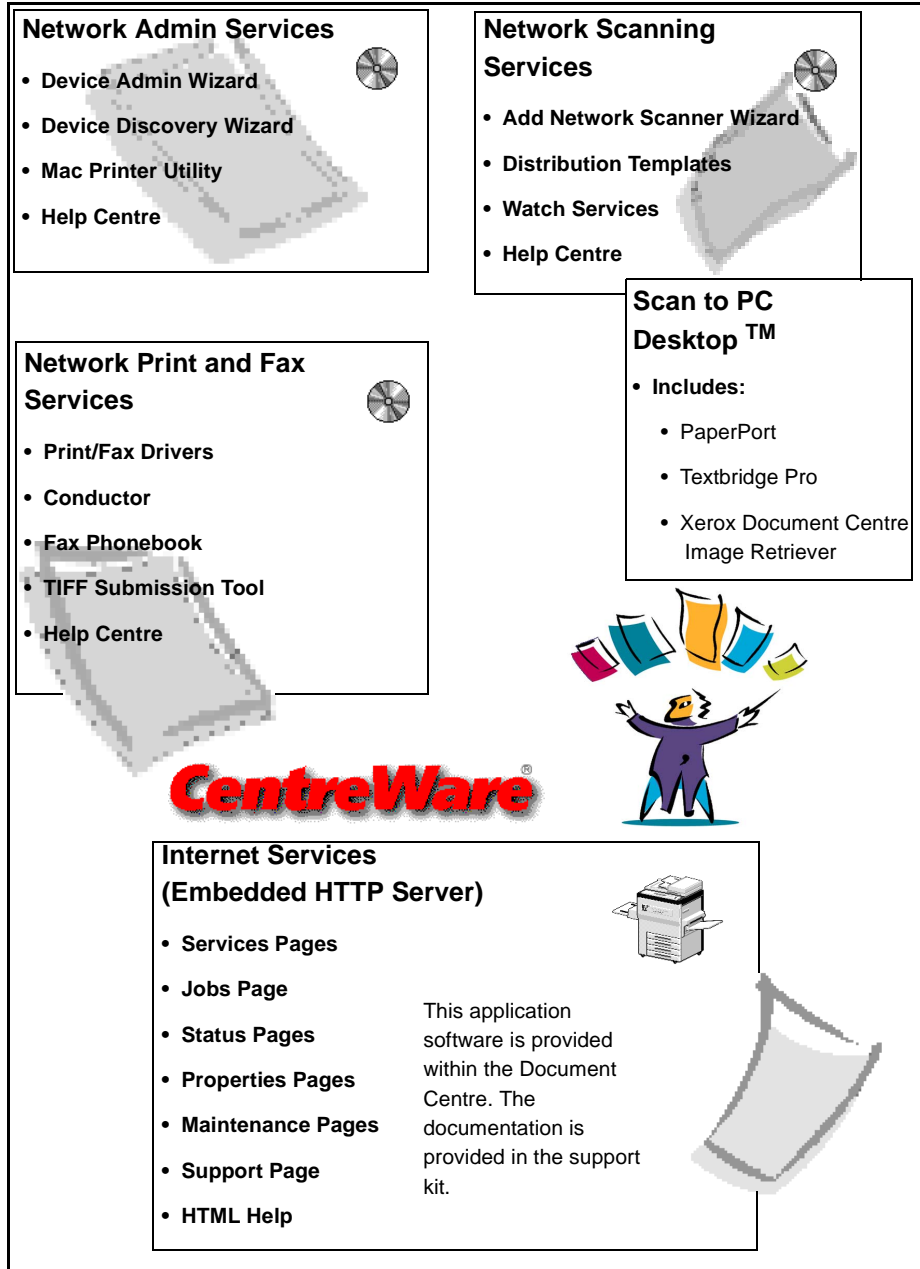 Network Admin Services
• Device Admin Wizard
• Device Discovery Wizard
• Mac Printer Utility
• Help Centre
Network Scanning
Services
• Add Network Scanner Wizard
• Distribution Templates
• Watch Services
• Help Centre
Scan to PC
Desktop TM
• Includes:
• PaperPort
• Textbridge Pro
• Xerox Document Centre
Image Retriever
Network Print and Fax
Services
• Print/Fax Drivers
• Conductor
• Fax Phonebook
• TIFF Submission Tool
• Help Centre
CentreWare®
Internet Services
(Embedded HTTP Server)
• Services Pages
• Jobs Page
• Status Pages
• Properties Pages
• Maintenance Pages
• Support Page
• HTML Help
This application
software is provided
within the Document
Centre. The
documentation is
provided in the support
kit.